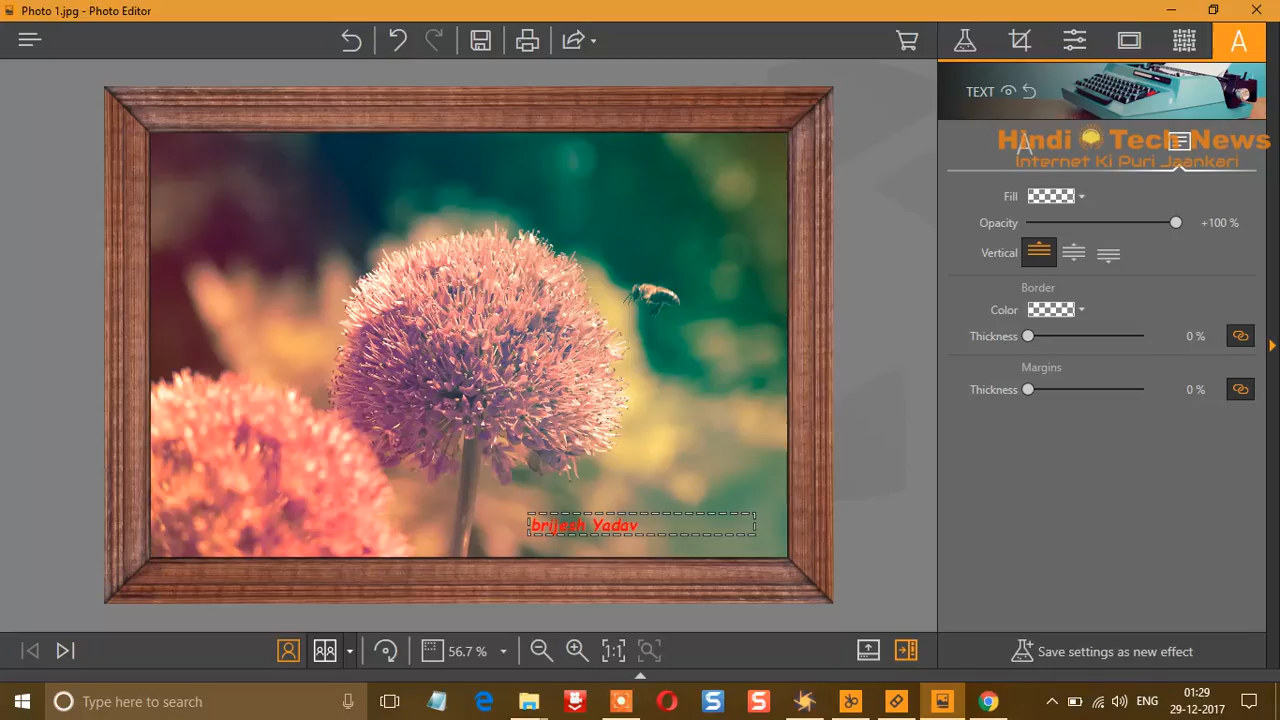 Photo 1.jpg - Photo Editor
A
TEXT
Hindi Tech News
Internet Ki Puri Jaankari
A
Fill
Opacity +100 %
Vertical
Border
Color
Thickness 0 %
Margins
Thickness 0 %
brijesh Yadav
56.7 %
1:1
Save settings as new effect
Type here to search
ENG
01:29
29-12-2017